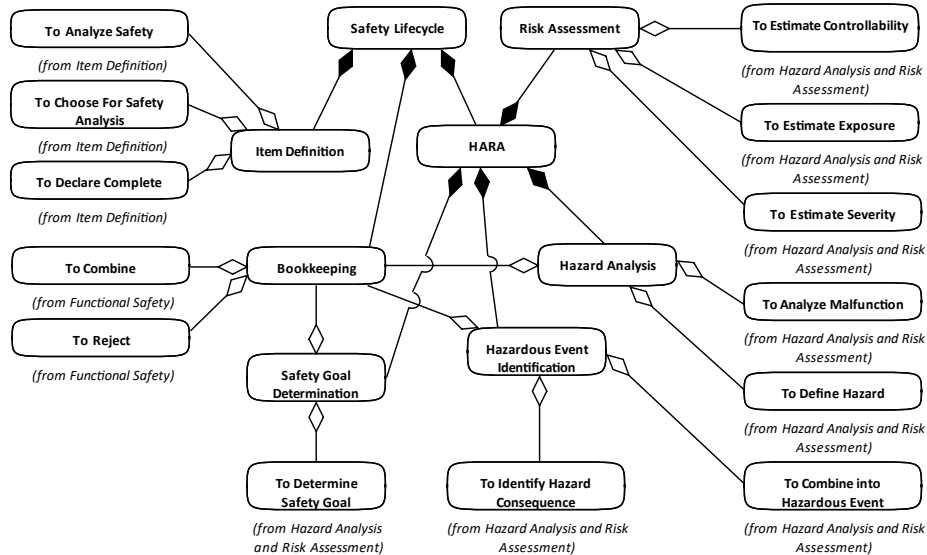 To Analyze Safety
(from Item Definition)
To Choose For Safety
Analysis
(from Item Definition)
To Declare Complete
(from Item Definition)
Safety Lifecycle
Risk Assessment
To Estimate Controllability
(from Hazard Analysis and Risk
Assessment)
Item Definition
HARA
To Estimate Exposure
(from Hazard Analysis and Risk
Assessment)
To Estimate Severity
(from Hazard Analysis and Risk
Assessment)
To Combine
(from Functional Safety)
To Reject
(from Functional Safety)
Bookkeeping
Hazard Analysis
To Analyze Malfunction
(from Hazard Analysis and Risk
Assessment)
Safety Goal
Determination
Hazardous Event
Identification
To Define Hazard
(from Hazard Analysis and Risk
Assessment)
To Determine
Safety Goal
(from Hazard Analysis
and Risk Assessment)
To Identify Hazard
Consequence
(from Hazard Analysis and Risk
Assessment)
To Combine into
Hazardous Event
(from Hazard Analysis and Risk
Assessment)